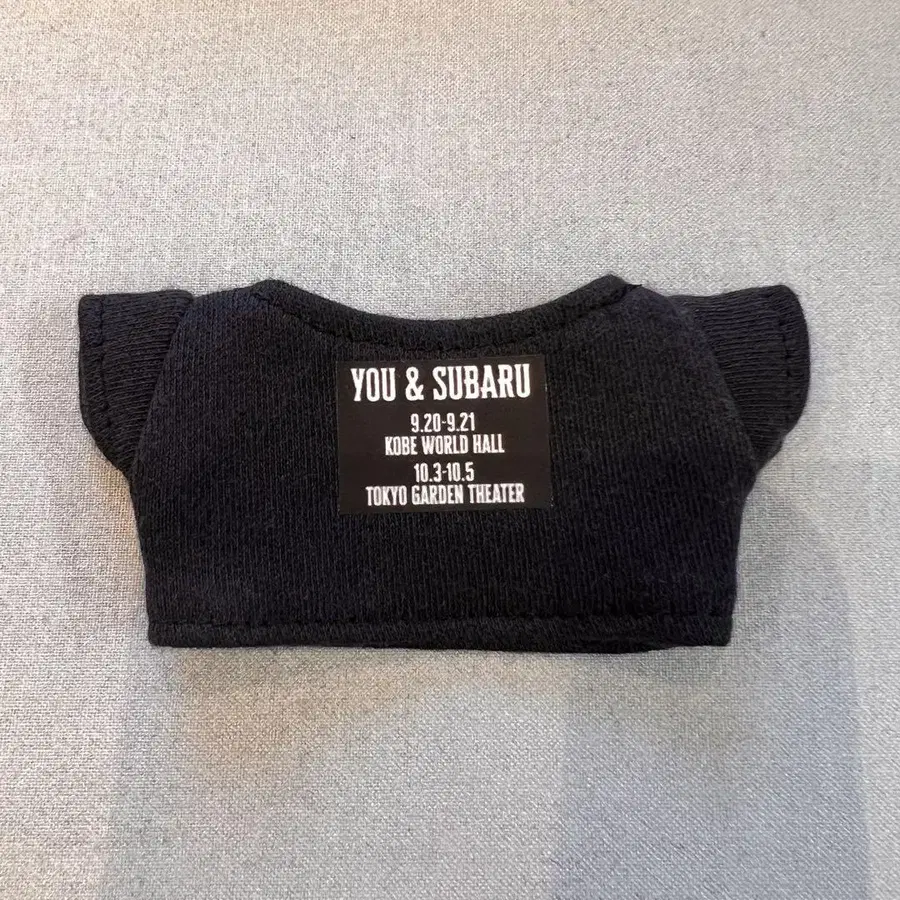 YOU & SUBARU
9.20-9.21
KOBE WORLD HALL
10.3-10.5
TOKYO GARDEN THEATER